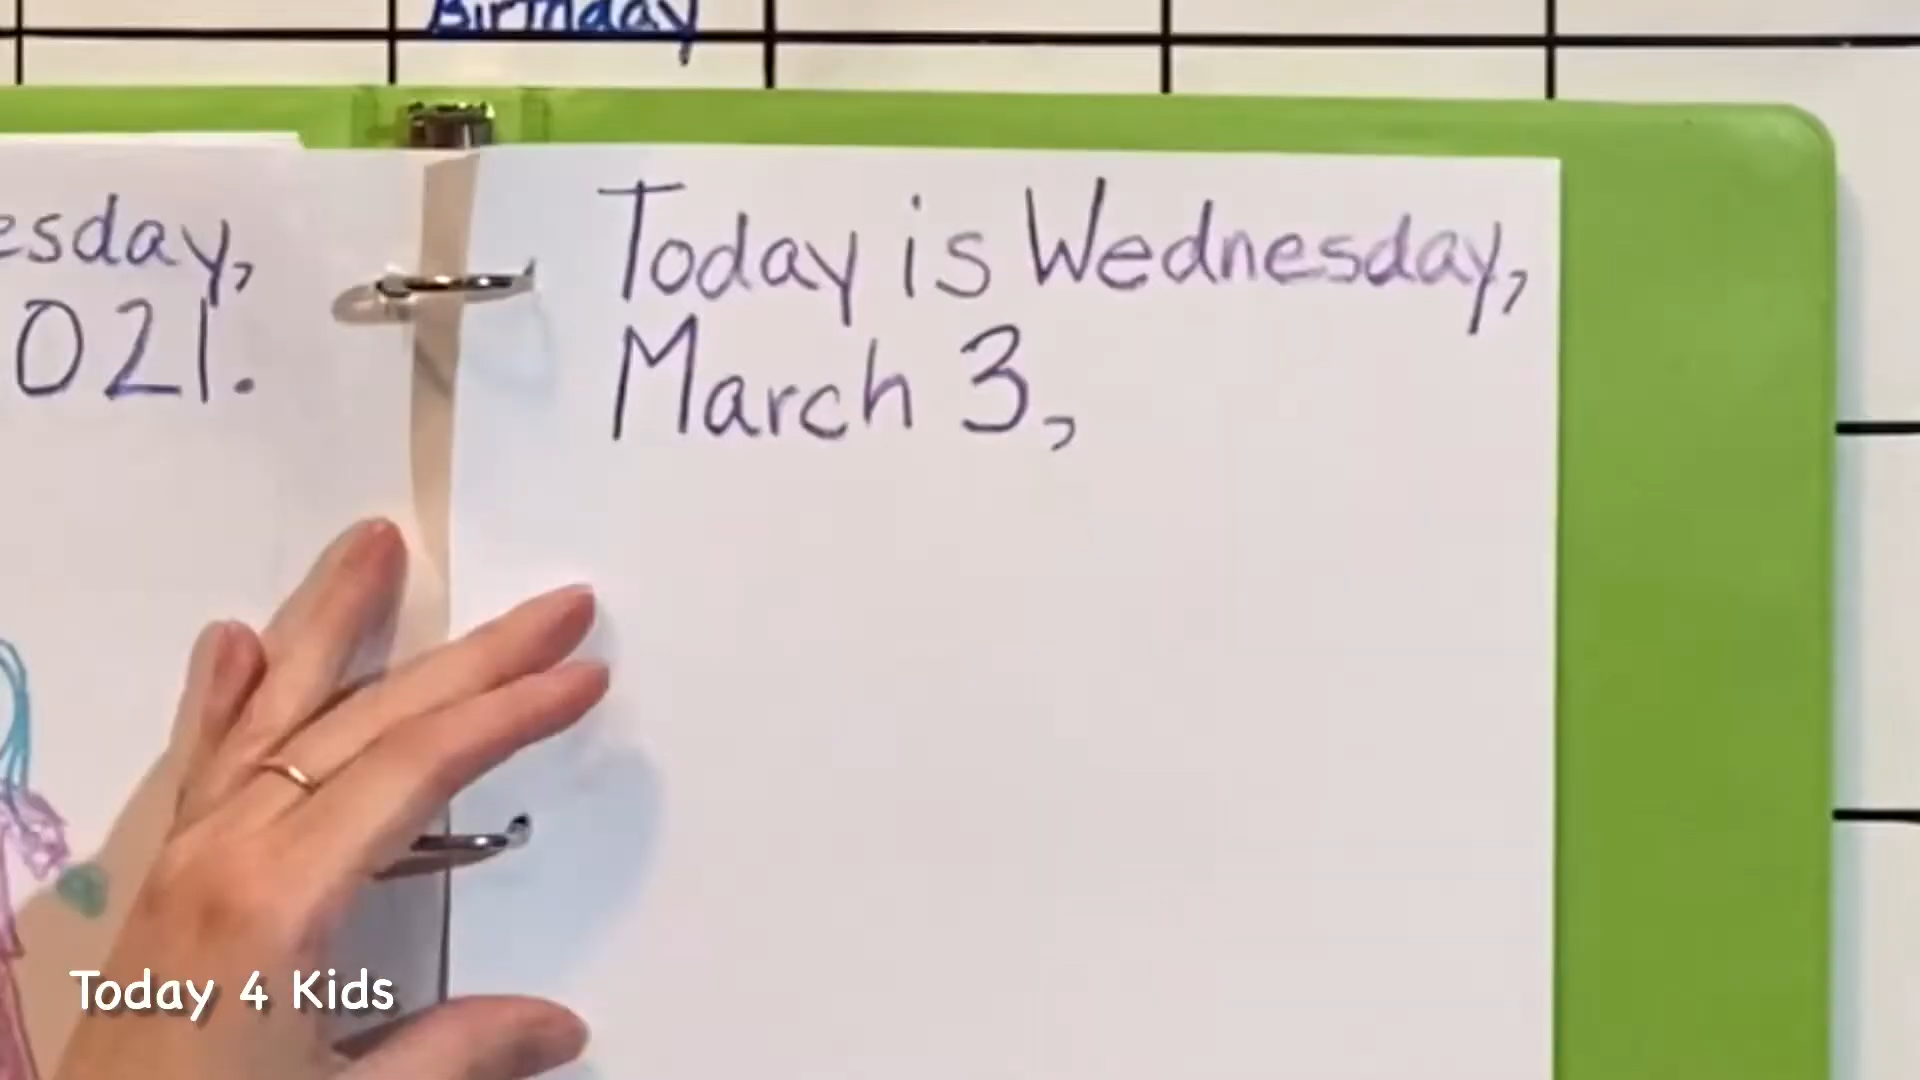 Birthday
esday,
021.
Today is Wednesday,
March 3,
Today 4 Kids